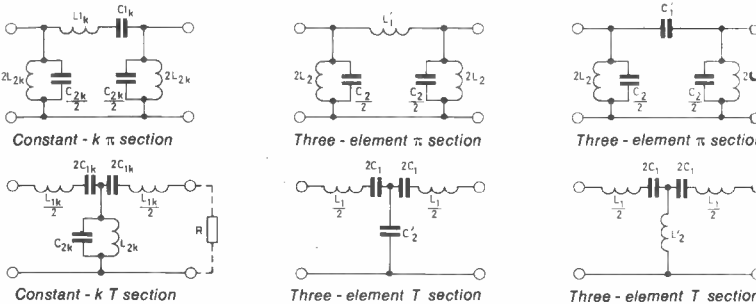 L1k C1k
2L2k C2k/2 C2k/2 2L2k
Constant - k π section
L'1
2L2 C2/2 C2/2 2L2
Three - element π section
C'1
2L2 C2/2 C2/2
Three - element π section
2C1k 2C1k
L1k/2 L1k/2
C2k L2k R
Constant - k T section
2C1 2C1
L1/2 L1/2
C'2
Three - element T section
2C1 2C1
L1/2 L1/2
L'2
Three - element T section